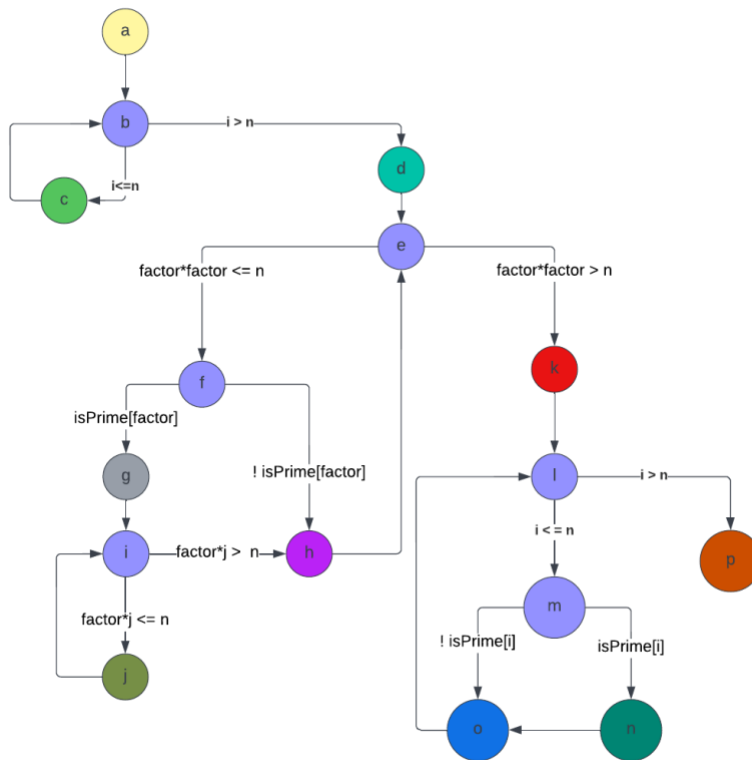 a
b
i > n
i<=n
c
d
e
factor*factor <= n
factor*factor > n
f
k
isPrime[factor]
! isPrime[factor]
g
l
i > n
i < = n
i
factor*j >  n
h
p
factor*j <= n
m
! isPrime[i]
isPrime[i]
j
o
n